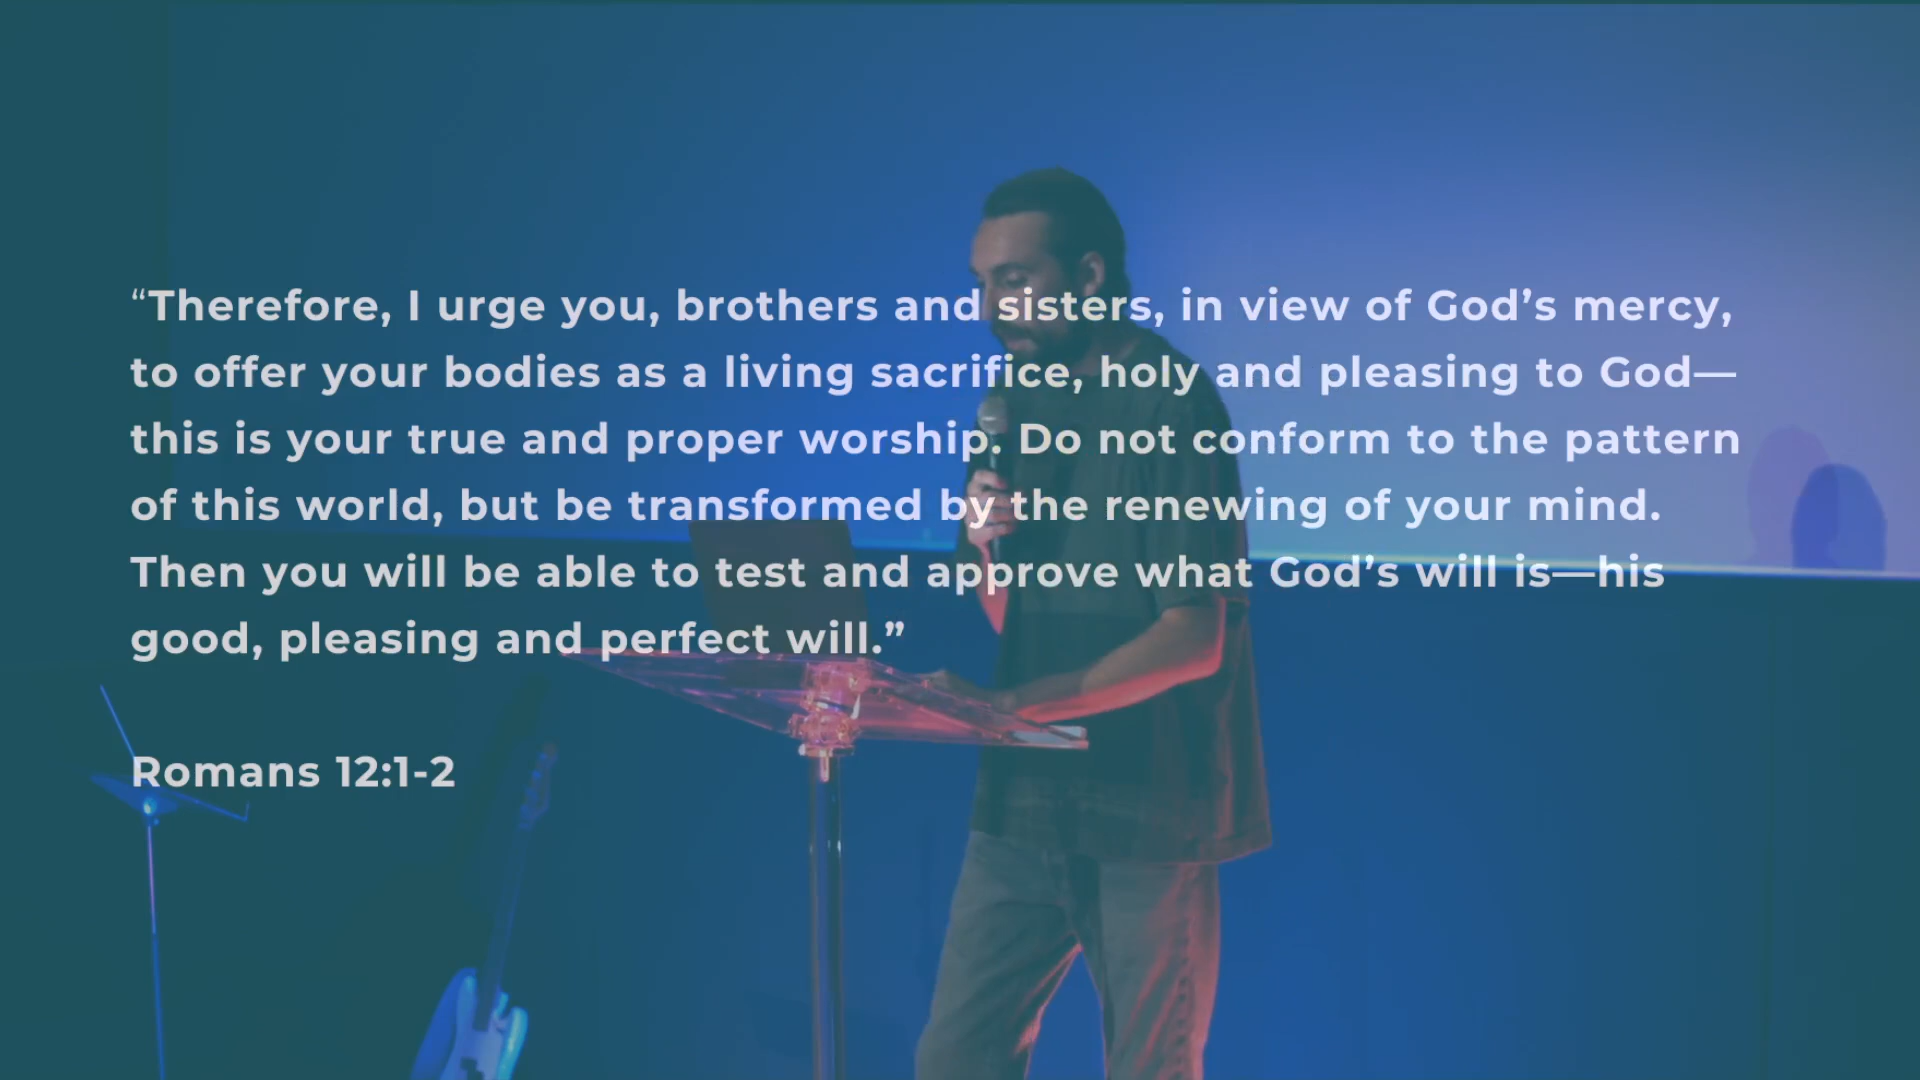 “Therefore, I urge you, brothers and sisters, in view of God’s mercy,
to offer your bodies as a living sacrifice, holy and pleasing to God—
this is your true and proper worship. Do not conform to the pattern
of this world, but be transformed by the renewing of your mind.
Then you will be able to test and approve what God’s will is—his
good, pleasing and perfect will.”
Romans 12:1-2